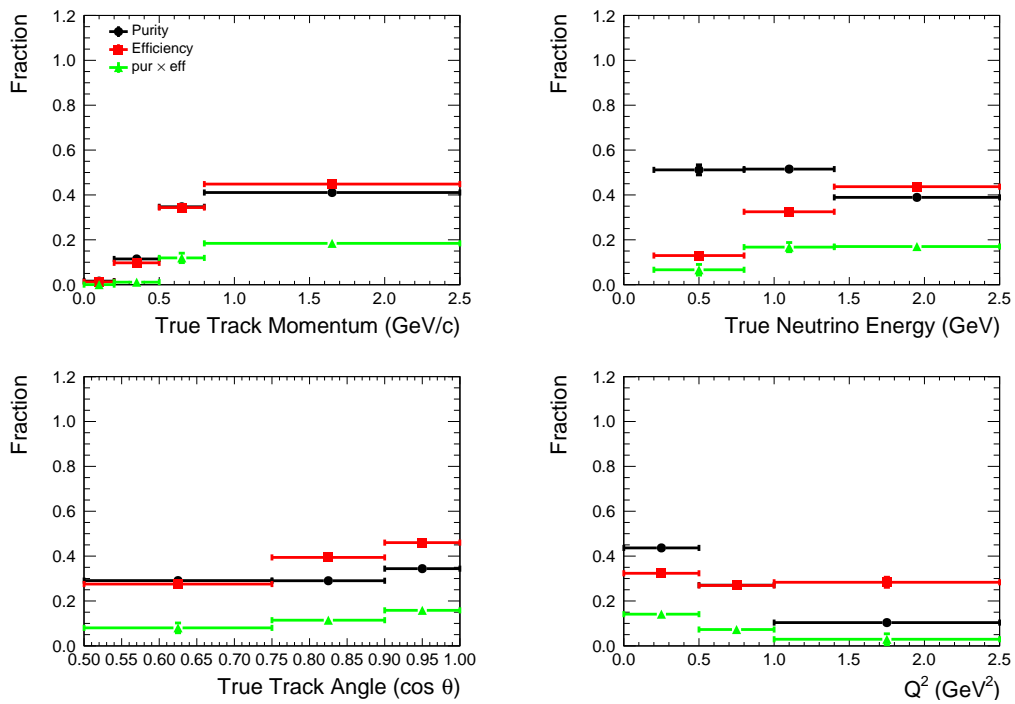 Fraction
1.2
1.0
0.8
0.6
0.4
0.2
0.0
Purity
Efficiency
pur × eff
0.0 0.5 1.0 1.5 2.0 2.5
True Track Momentum (GeV/c)
Fraction
1.2
1.0
0.8
0.6
0.4
0.2
0.0
0.0 0.5 1.0 1.5 2.0 2.5
True Neutrino Energy (GeV)
Fraction
1.2
1.0
0.8
0.6
0.4
0.2
0.0
0.50 0.55 0.60 0.65 0.70 0.75 0.80 0.85 0.90 0.95 1.00
True Track Angle (cos θ)
Fraction
1.2
1.0
0.8
0.6
0.4
0.2
0.0
0.0 0.5 1.0 1.5 2.0 2.5
Q² (GeV²)